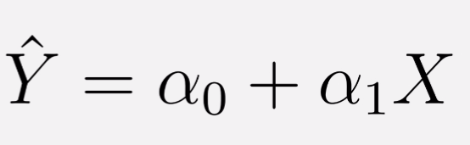 Ŷ = α₀ + α₁X